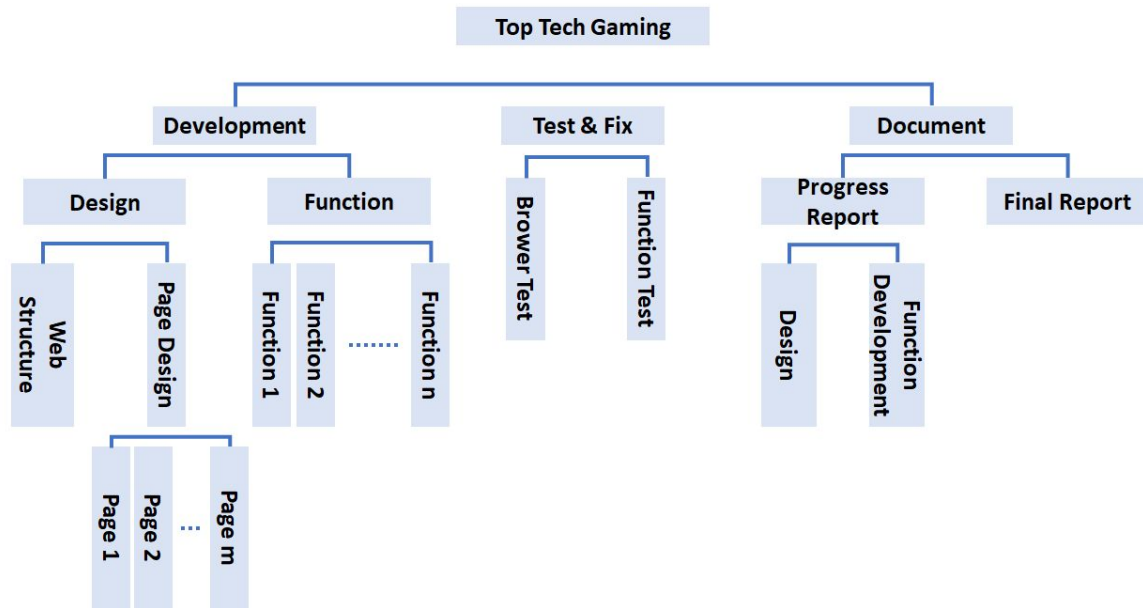 Top Tech Gaming
Development
Test & Fix
Document
Design
Function
Brower Test
Function Test
Progress
Report
Final Report
Web
Structure
Page Design
Function 1
Function 2
........
Function n
Design
Function
Development
Page 1
Page 2
...
Page m